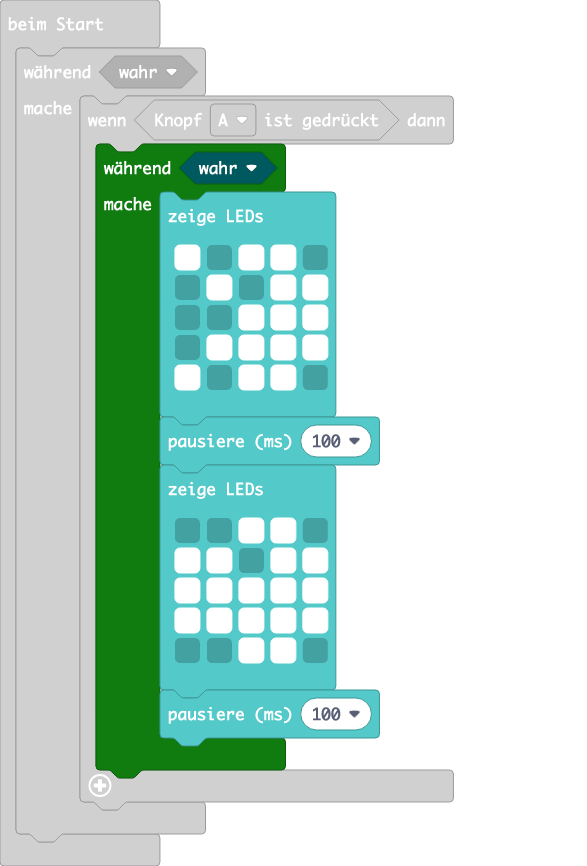 beim Start
während wahr
mache
wenn Knopf A ist gedrückt dann
während wahr
mache
zeige LEDs
pausiere (ms) 100
zeige LEDs
pausiere (ms) 100